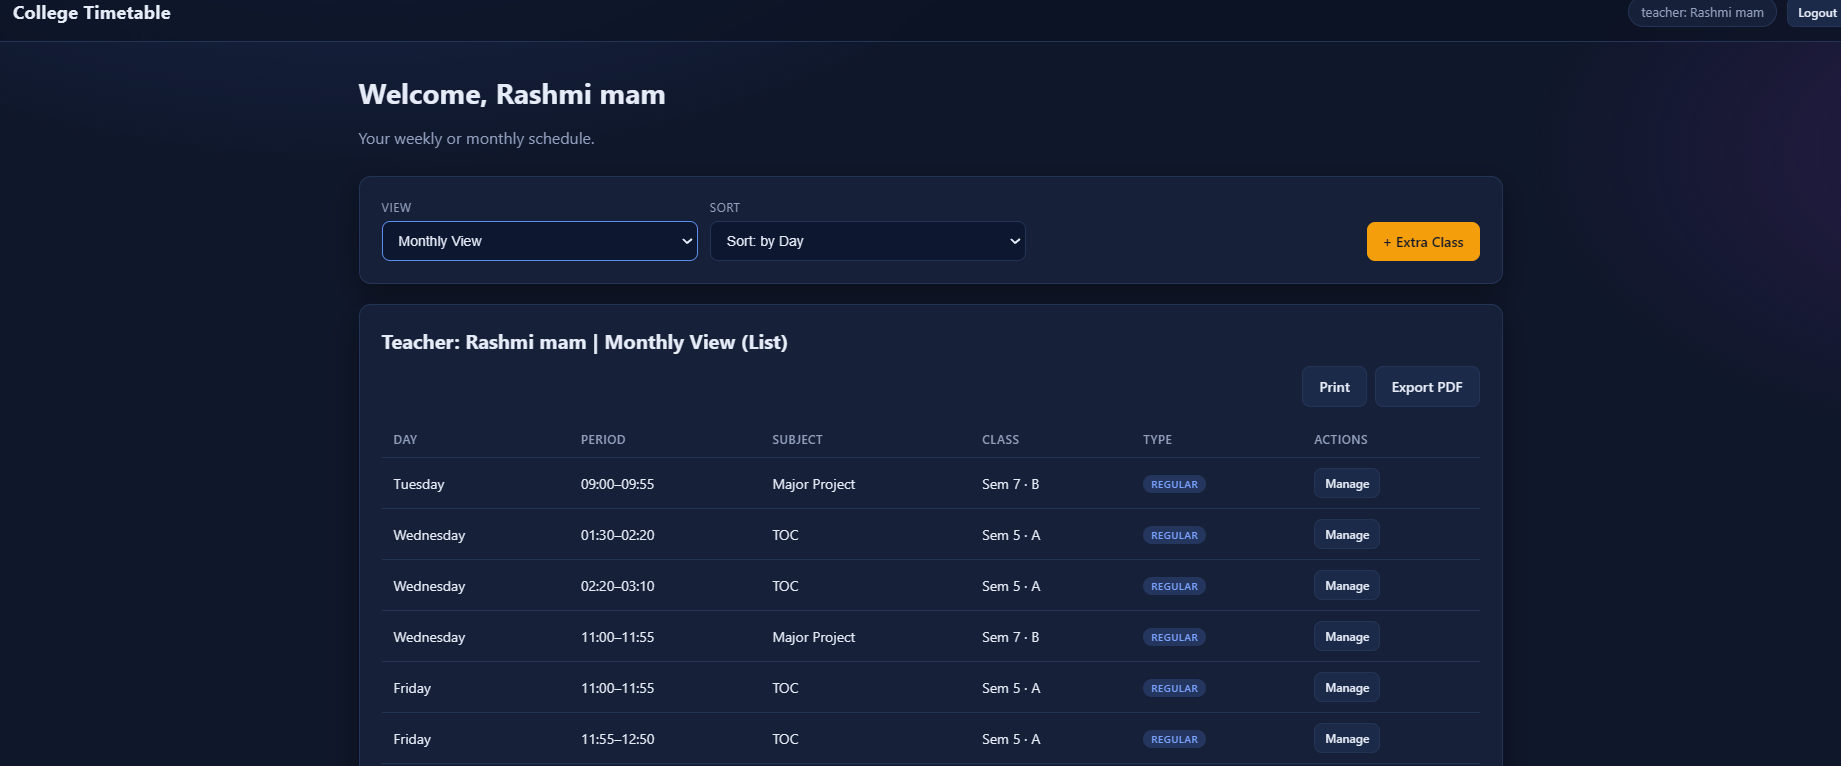 College Timetable
teacher: Rashmi mam
Logout
Welcome, Rashmi mam
Your weekly or monthly schedule.
VIEW SORT
Monthly View Sort: by Day + Extra Class
Teacher: Rashmi mam | Monthly View (List)
Print Export PDF
DAY PERIOD SUBJECT CLASS TYPE ACTIONS
Tuesday 09:00–09:55 Major Project Sem 7 · B REGULAR Manage
Wednesday 01:30–02:20 TOC Sem 5 · A REGULAR Manage
Wednesday 02:20–03:10 TOC Sem 5 · A REGULAR Manage
Wednesday 11:00–11:55 Major Project Sem 7 · B REGULAR Manage
Friday 11:00–11:55 TOC Sem 5 · A REGULAR Manage
Friday 11:55–12:50 TOC Sem 5 · A REGULAR Manage